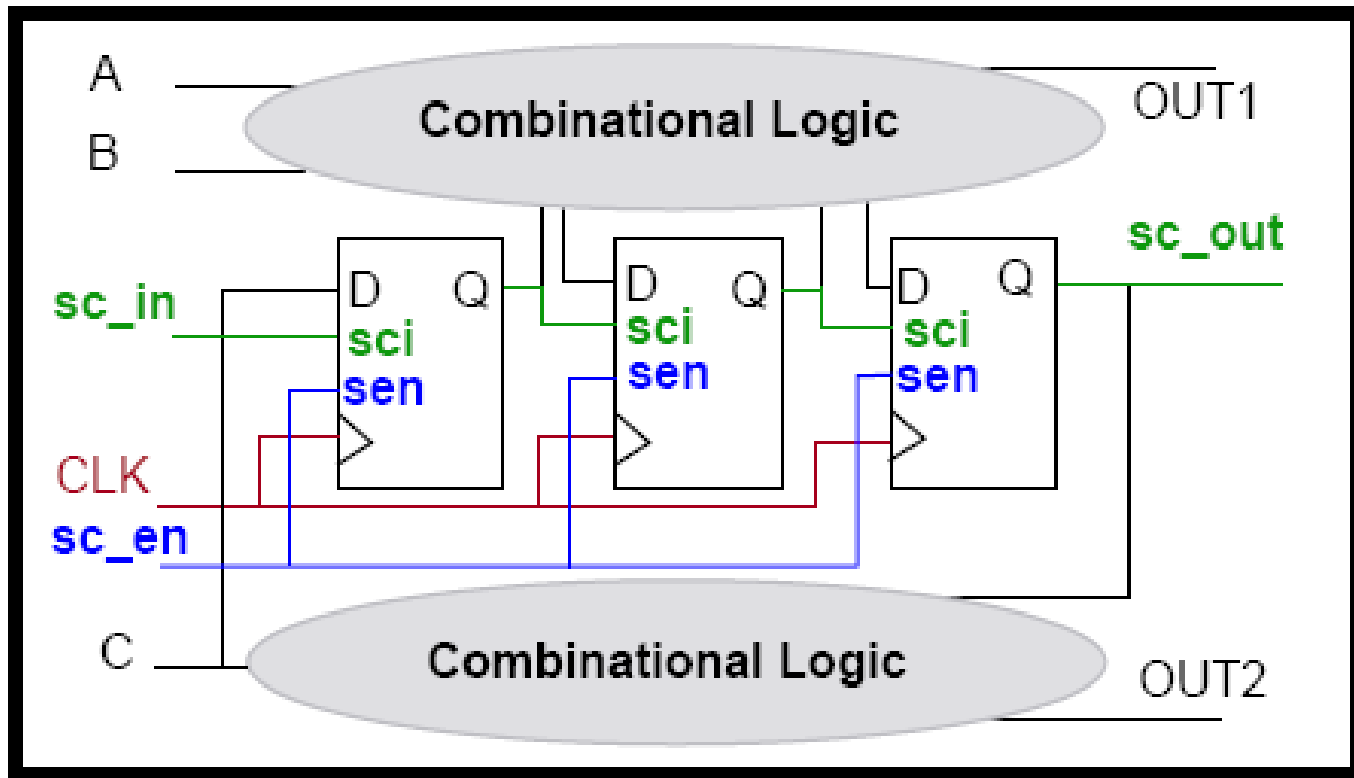 A
Combinational Logic
OUT1
B
sc_out
D Q
D Q
D Q
sc_in
sci
sci
sci
sen
sen
sen
CLK
sc_en
C
Combinational Logic
OUT2